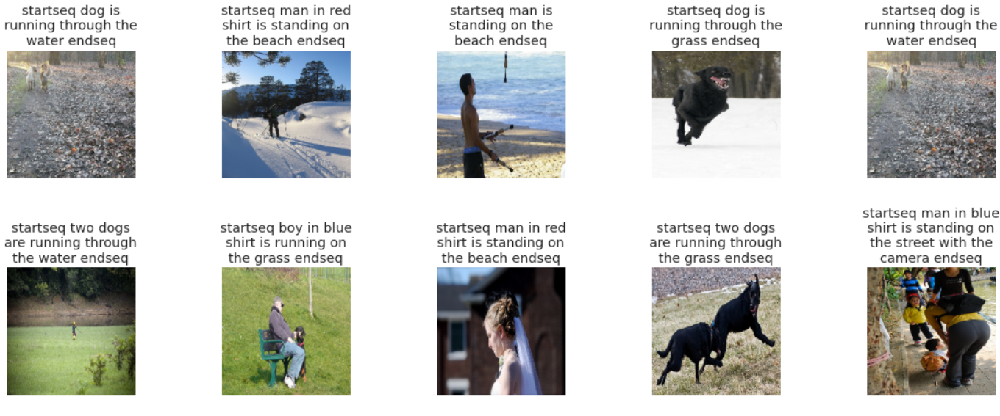 startseq dog is
running through the
water endseq
startseq man in red
shirt is standing on
the beach endseq
startseq man is
standing on the
beach endseq
startseq dog is
running through the
grass endseq
startseq dog is
running through the
water endseq
startseq two dogs
are running through
the water endseq
startseq boy in blue
shirt is running on
the grass endseq
startseq man in red
shirt is standing on
the beach endseq
startseq two dogs
are running through
the grass endseq
startseq man in blue
shirt is standing on
the street with the
camera endseq